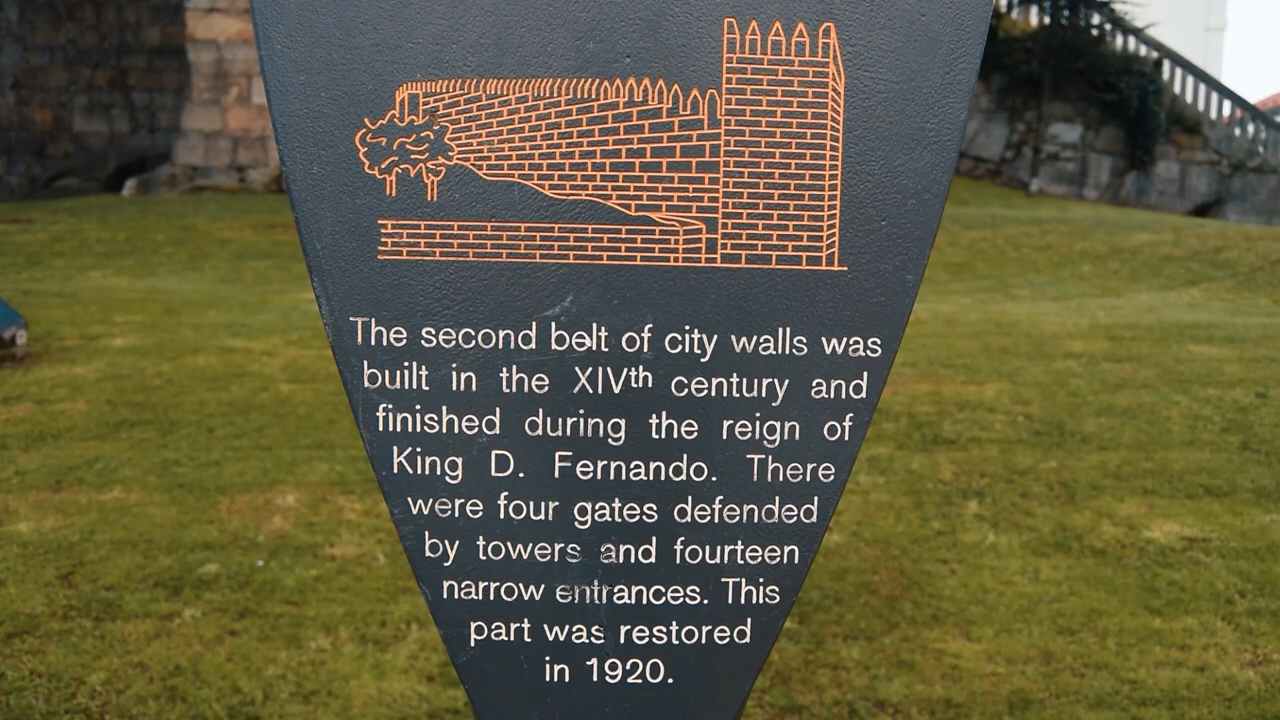 The second belt of city walls was
built in the XIVth century and
finished during the reign of
King D. Fernando. There
were four gates defended
by towers and fourteen
narrow entrances. This
part was restored
in 1920.